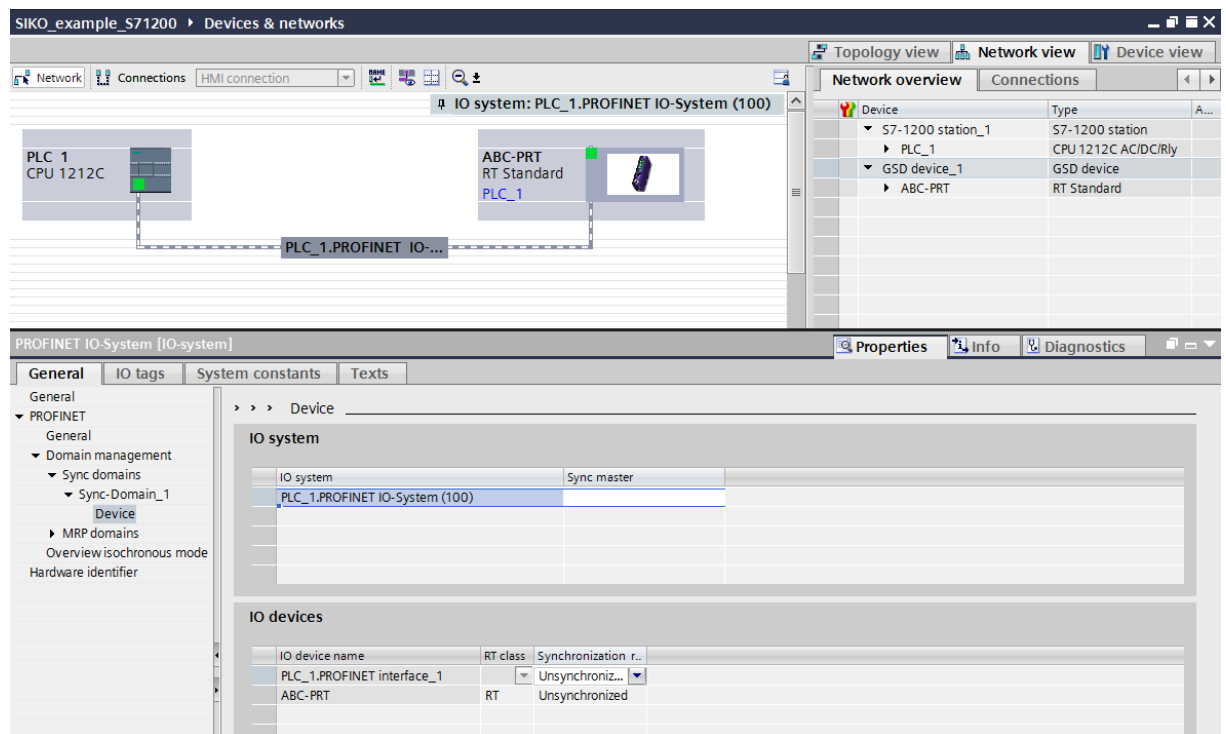 SIKO_example_S71200 ‣ Devices & networks
Topology view Network view Device view
Network Connections HMI connection
Network overview Connections
IO system: PLC_1.PROFINET IO-System (100)
Device Type A...
S7-1200 station_1 S7-1200 station
PLC_1 CPU 1212C AC/DC/Rly
GSD device_1 GSD device
ABC-PRT RT Standard
PLC 1
CPU 1212C
ABC-PRT
RT Standard
PLC_1
PLC_1.PROFINET IO-...
PROFINET IO-System [IO-system]
Properties Info Diagnostics
General IO tags System constants Texts
General
PROFINET
General
Domain management
Sync domains
Sync-Domain_1
Device
MRP domains
Overview isochronous mode
Hardware identifier
› › › Device
IO system
IO system Sync master
PLC_1.PROFINET IO-System (100)
IO devices
IO device name RT class Synchronization r..
PLC_1.PROFINET interface_1 Unsynchroniz...
ABC-PRT RT Unsynchronized